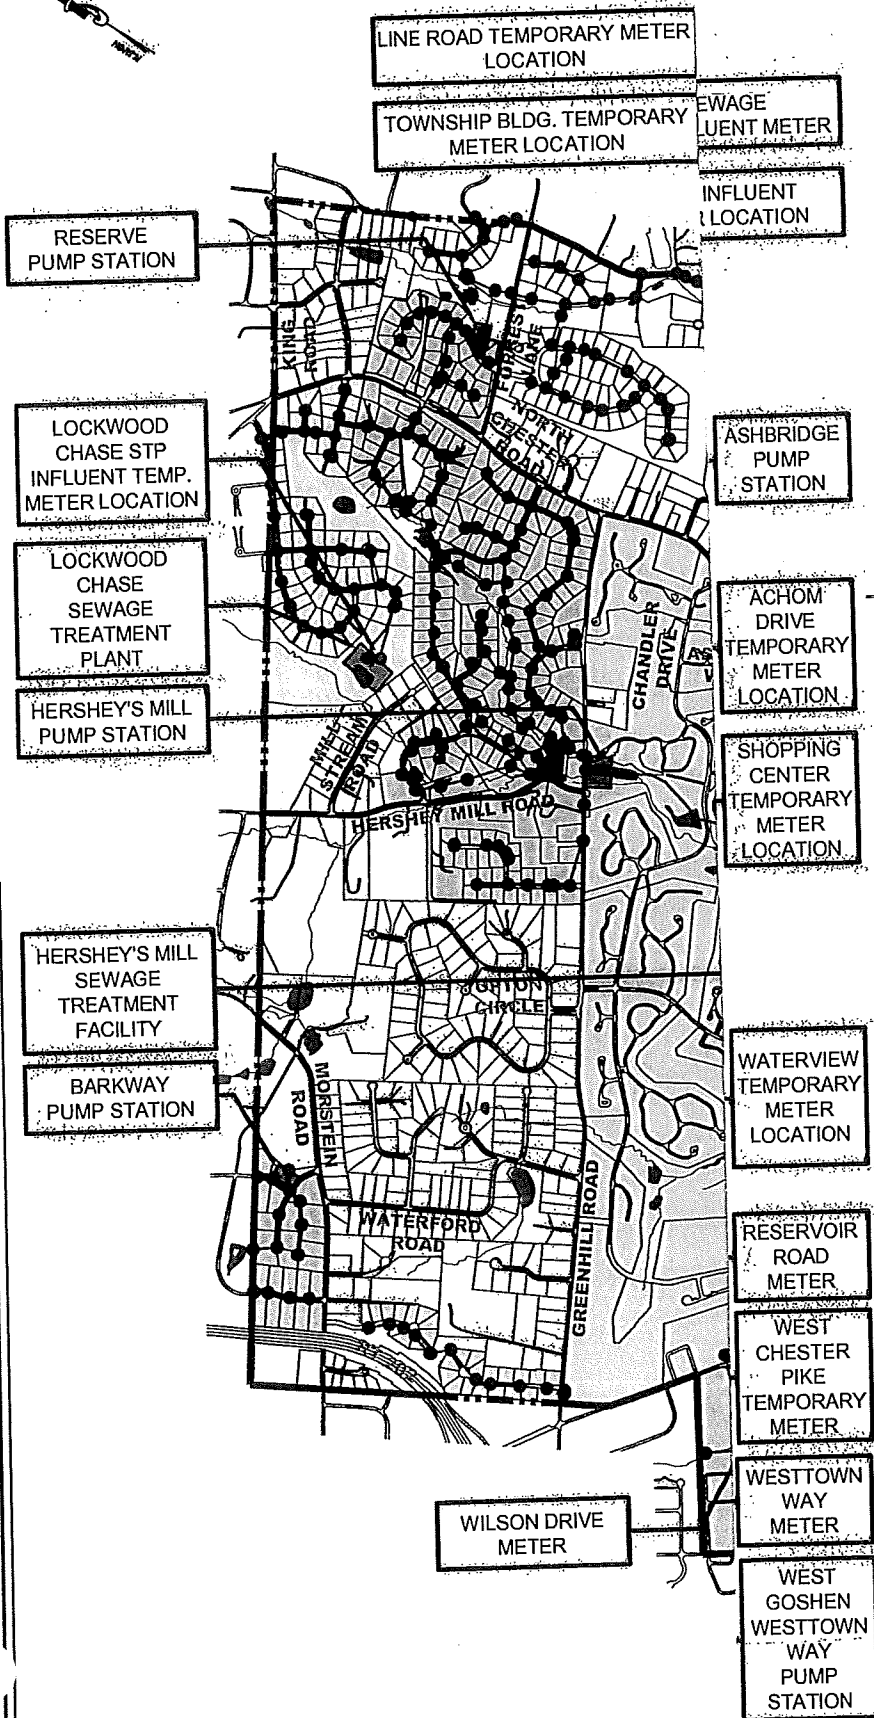 NORTH
LINE ROAD TEMPORARY METER
LOCATION
TOWNSHIP BLDG. TEMPORARY
METER LOCATION
EWAGE
LUENT METER
INFLUENT
LOCATION
RESERVE
PUMP STATION
KING
ROAD
FORGES
LANE
NORTH
CHESTER
ROAD
LOCKWOOD
CHASE STP
INFLUENT TEMP.
METER LOCATION
ASHBRIDGE
PUMP
STATION
LOCKWOOD
CHASE
SEWAGE
TREATMENT
PLANT
CHANDLER
DRIVE
ACHOM
DRIVE
TEMPORARY
METER
LOCATION
HERSHEY'S MILL
PUMP STATION
MILL
STREAM
ROAD
HERSHEY MILL ROAD
SHOPPING
CENTER
TEMPORARY
METER
LOCATION
HERSHEY'S MILL
SEWAGE
TREATMENT
FACILITY
UPTON
CIRCLE
BARKWAY
PUMP STATION
MORSTEIN
ROAD
WATERVIEW
TEMPORARY
METER
LOCATION
WATERFORD
ROAD
GREENHILL ROAD
RESERVOIR
ROAD
METER
WEST
CHESTER
PIKE
TEMPORARY
METER
WILSON DRIVE
METER
WESTTOWN
WAY
METER
WEST
GOSHEN
WESTTOWN
WAY
PUMP
STATION